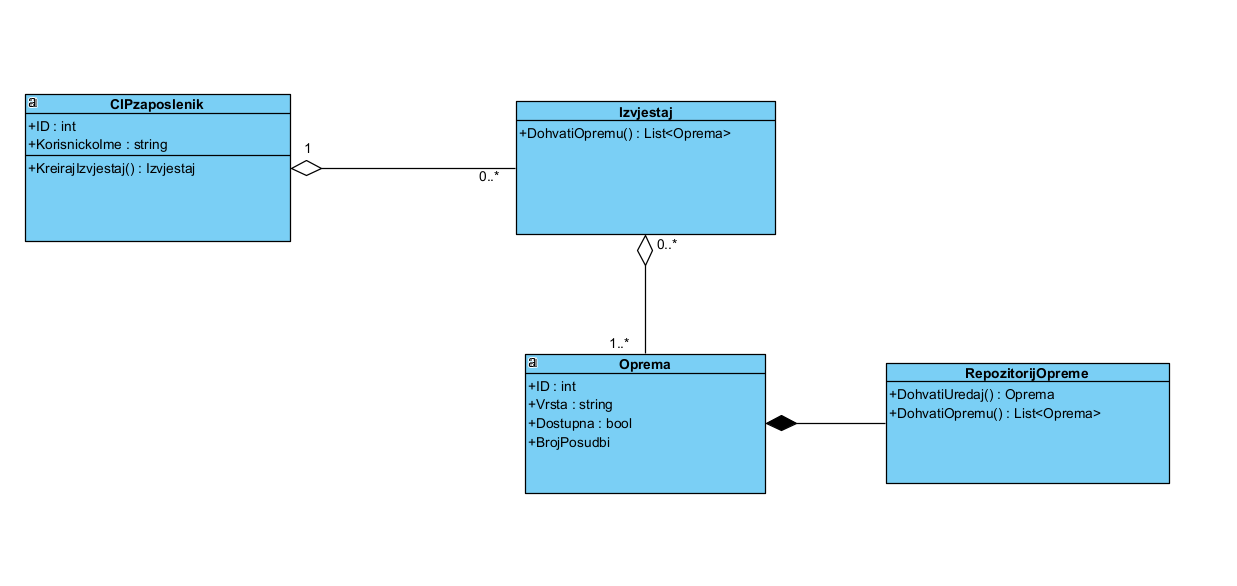 a
CIPzaposlenik
+ID : int
+KorisnickoIme : string
+KreirajIzvjestaj() : Izvjestaj
1
0..*
Izvjestaj
+DohvatiOpremu() : List<Oprema>
0..*
1..*
a
Oprema
+ID : int
+Vrsta : string
+Dostupna : bool
+BrojPosudbi
RepozitorijOpreme
+DohvatiUredaj() : Oprema
+DohvatiOpremu() : List<Oprema>